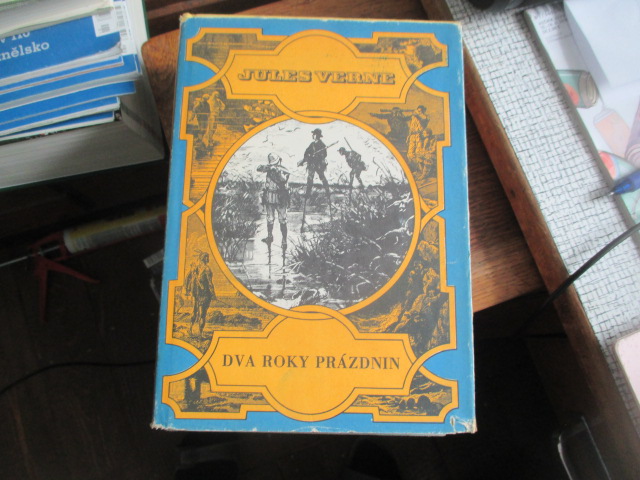 JULES VERNE
DVA ROKY PRÁZDNIN